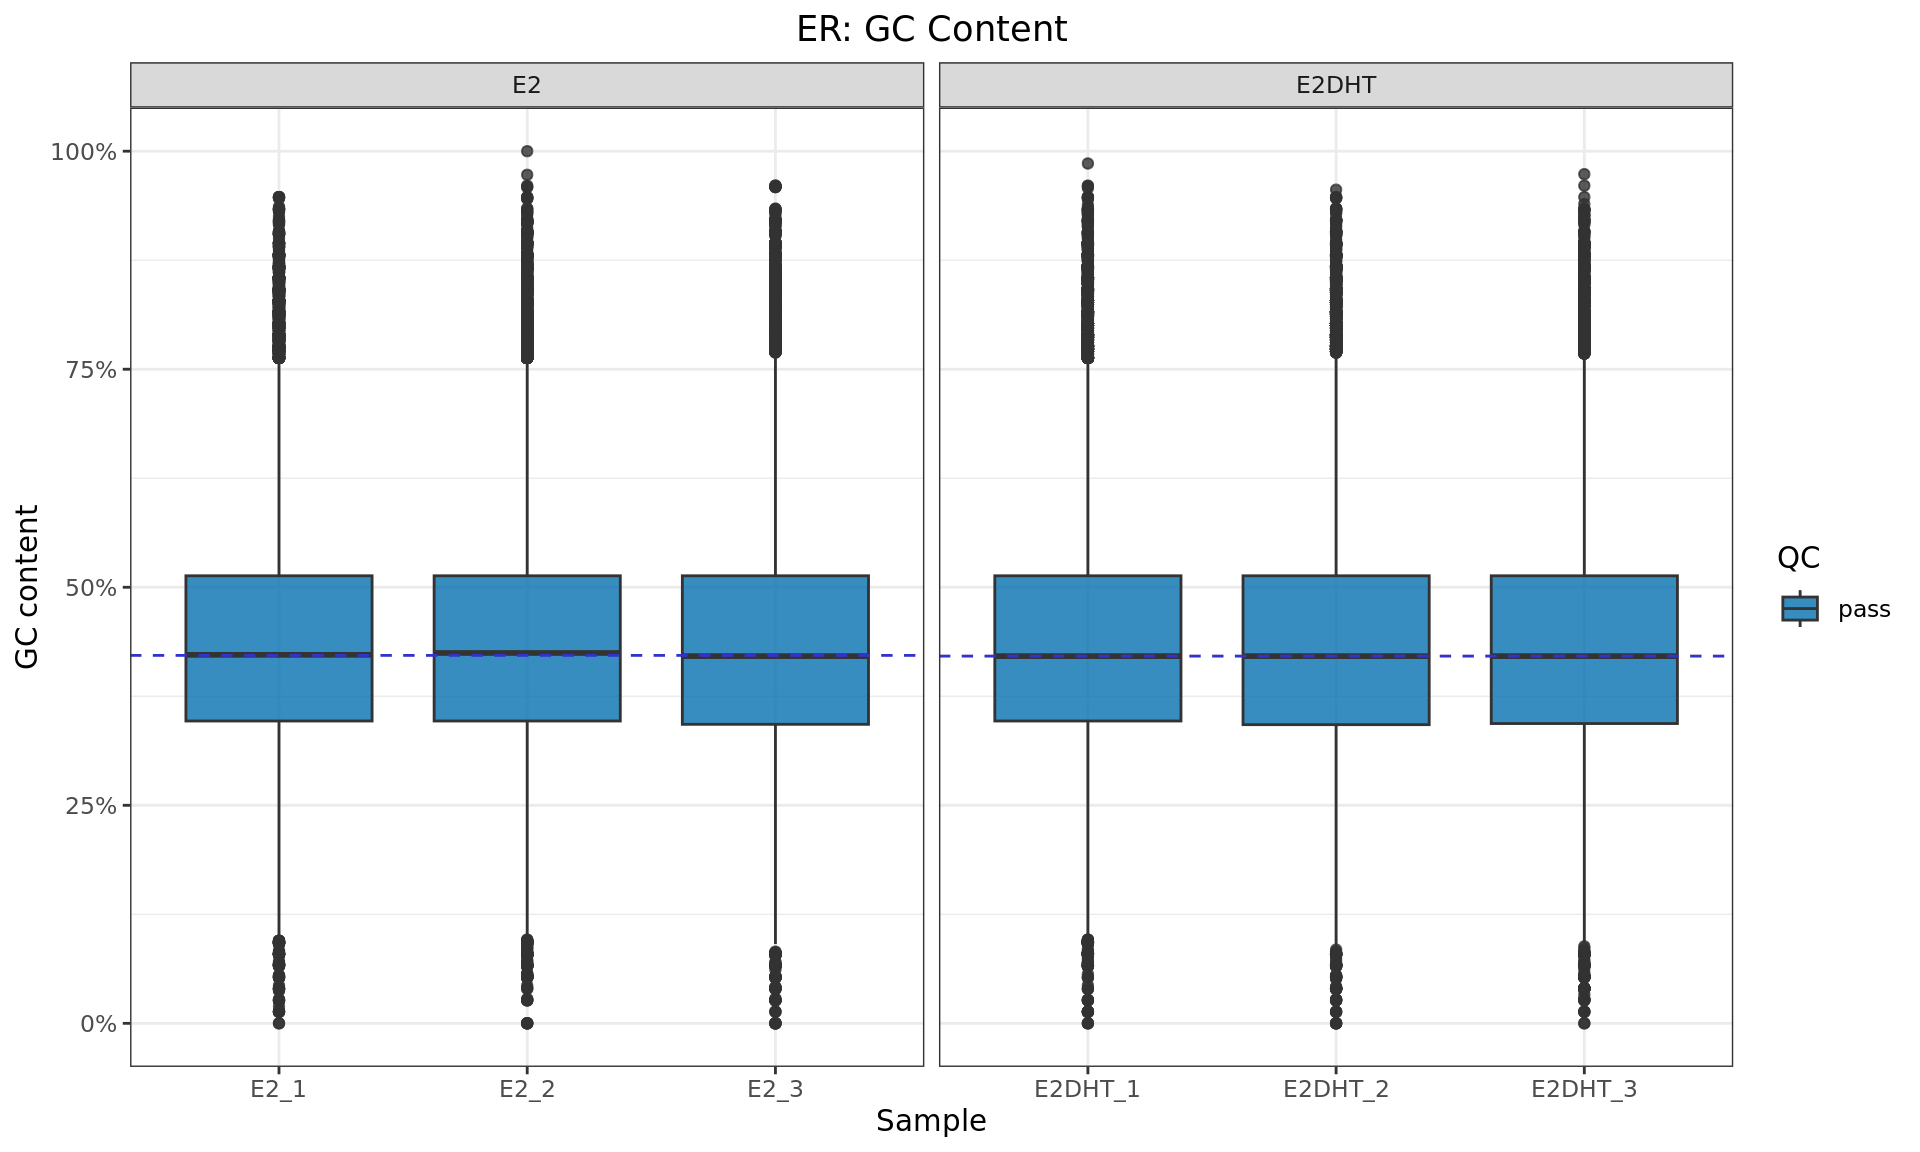 ER: GC Content
E2
E2DHT
100%
75%
50%
25%
0%
GC content
E2_1
E2_2
E2_3
E2DHT_1
E2DHT_2
E2DHT_3
Sample
QC
pass